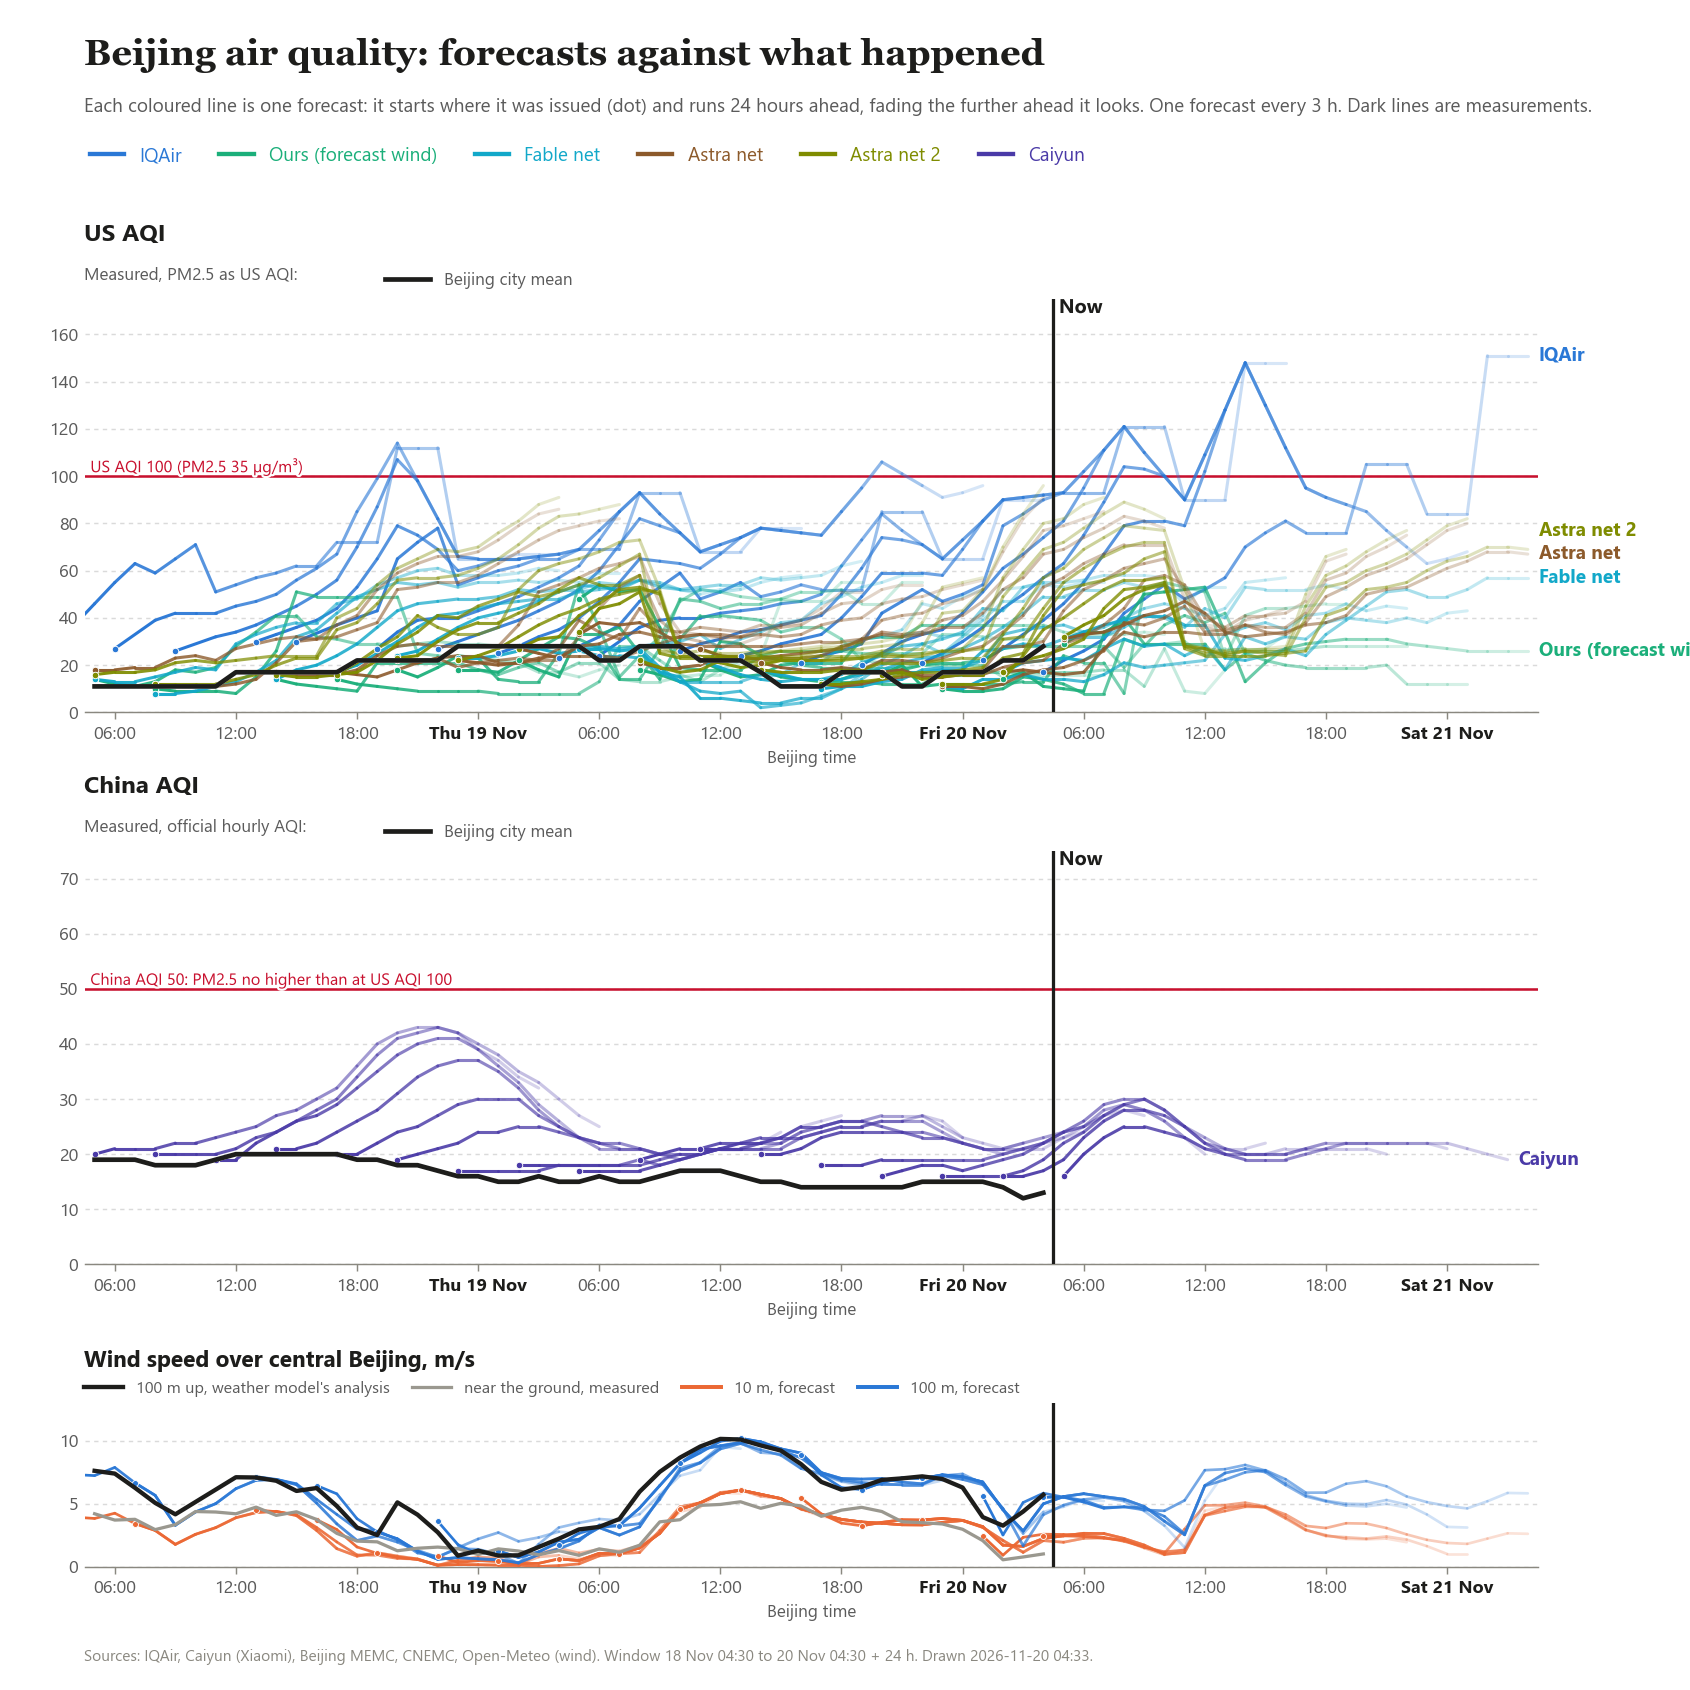 Beijing air quality: forecasts against what happened
Each coloured line is one forecast: it starts where it was issued (dot) and runs 24 hours ahead, fading the further ahead it looks. One forecast every 3 h. Dark lines are measurements.
IQAir Ours (forecast wind) Fable net Astra net Astra net 2 Caiyun
US AQI
Measured, PM2.5 as US AQI: Beijing city mean
Now
160
140
120
100
80
60
40
20
0
US AQI 100 (PM2.5 35 µg/m³)
IQAir
Astra net 2
Astra net
Fable net
Ours (forecast wi
06:00 12:00 18:00 Thu 19 Nov 06:00 12:00 18:00 Fri 20 Nov 06:00 12:00 18:00 Sat 21 Nov
Beijing time
China AQI
Measured, official hourly AQI: Beijing city mean
Now
70
60
50
40
30
20
10
0
China AQI 50: PM2.5 no higher than at US AQI 100
Caiyun
06:00 12:00 18:00 Thu 19 Nov 06:00 12:00 18:00 Fri 20 Nov 06:00 12:00 18:00 Sat 21 Nov
Beijing time
Wind speed over central Beijing, m/s
100 m up, weather model's analysis near the ground, measured 10 m, forecast 100 m, forecast
10
5
0
06:00 12:00 18:00 Thu 19 Nov 06:00 12:00 18:00 Fri 20 Nov 06:00 12:00 18:00 Sat 21 Nov
Beijing time
Sources: IQAir, Caiyun (Xiaomi), Beijing MEMC, CNEMC, Open-Meteo (wind). Window 18 Nov 04:30 to 20 Nov 04:30 + 24 h. Drawn 2026-11-20 04:33.